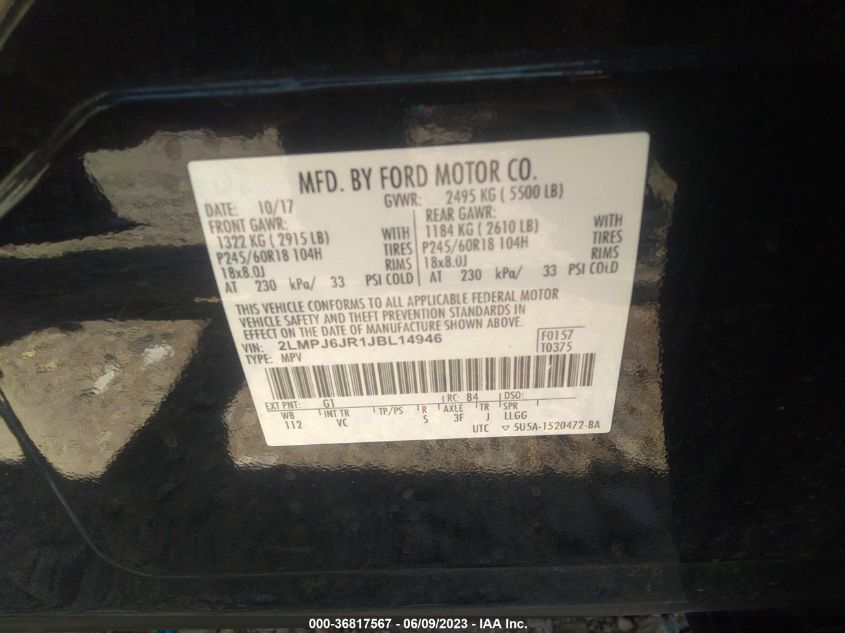 MFD. BY FORD MOTOR CO.
DATE: 10/17 GVWR: 2495 KG ( 5500 LB)
FRONT GAWR: REAR GAWR:
1322 KG ( 2915 LB) WITH 1184 KG ( 2610 LB) WITH
P245/60R18 104H TIRES P245/60R18 104H TIRES
18x8.0J RIMS 18x8.0J RIMS
AT 230 kPa/ 33 PSI COLD AT 230 kPa/ 33 PSI COLD
THIS VEHICLE CONFORMS TO ALL APPLICABLE FEDERAL MOTOR
VEHICLE SAFETY AND THEFT PREVENTION STANDARDS IN
EFFECT ON THE DATE OF MANUFACTURE SHOWN ABOVE.
VIN: 2LMPJ6JR1JBL14946 F0157
TYPE: MPV T0375
EXT PNT: G1 RC: 84 DSO:
WB INT TR TP/PS R AXLE TR SPR
112 VC S 3F J LLGG
UTC ▽ 5U5A-1520472-BA
000-36817567 - 06/09/2023 - IAA Inc.